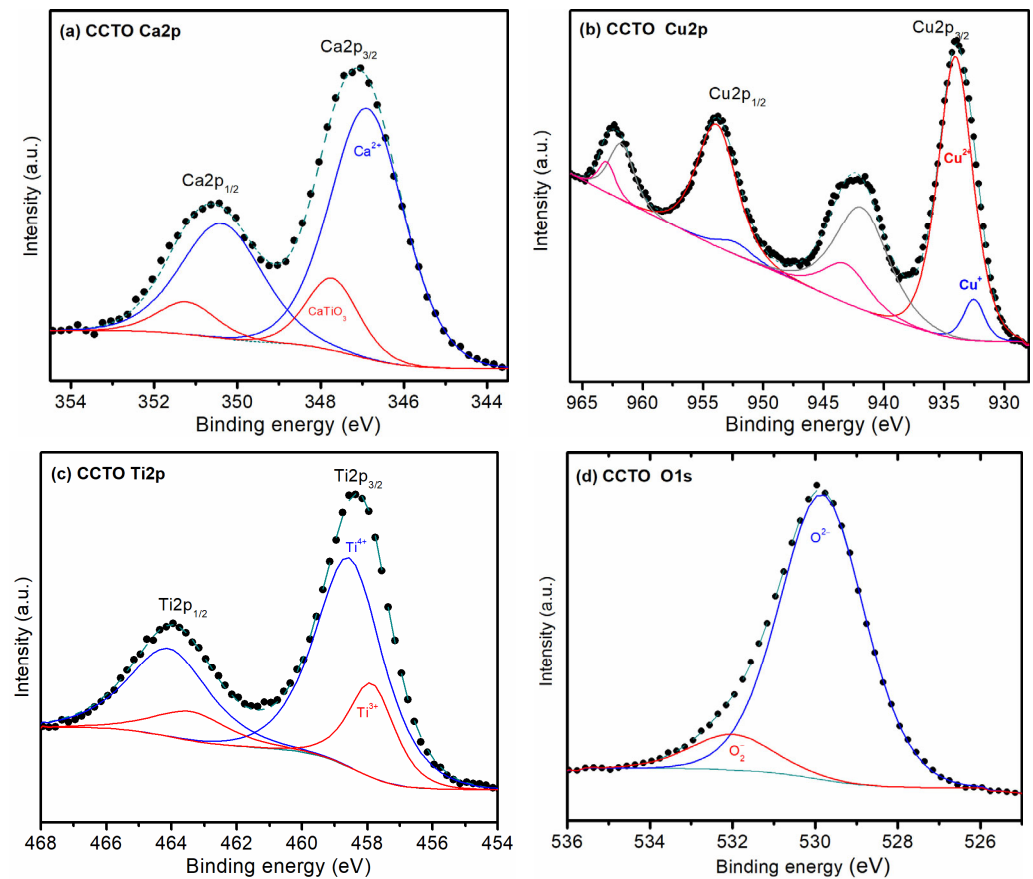 (a) CCTO Ca2p
Ca2p3/2
Ca2p1/2
Ca2+
CaTiO3
Intensity (a.u.)
354 352 350 348 346 344
Binding energy (eV)
(b) CCTO Cu2p
Cu2p3/2
Cu2p1/2
Cu2+
Cu+
Intensity (a.u.)
965 960 955 950 945 940 935 930
Binding energy (eV)
(c) CCTO Ti2p
Ti2p3/2
Ti4+
Ti2p1/2
Ti3+
Intensity (a.u.)
468 466 464 462 460 458 456 454
Binding energy (eV)
(d) CCTO O1s
O2−
O2−
Intensity (a.u.)
536 534 532 530 528 526
Binding energy (eV)